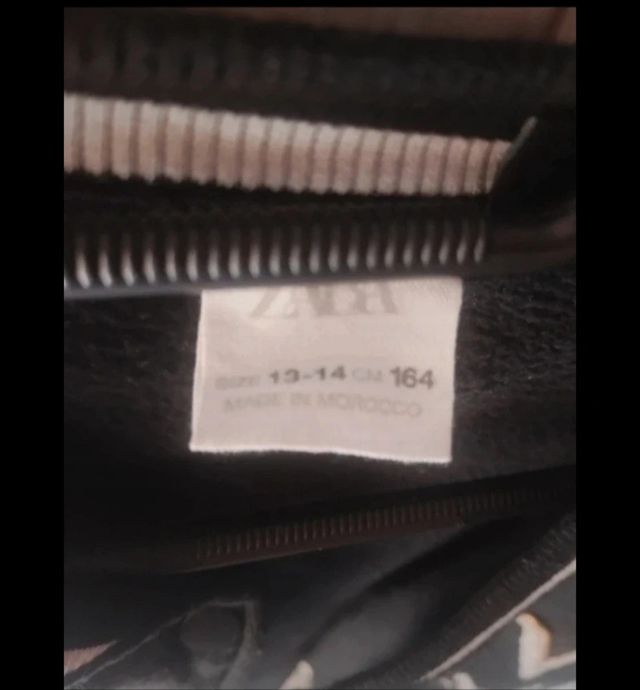 ZARA
SIZE 13-14 CM 164
MADE IN MOROCCO